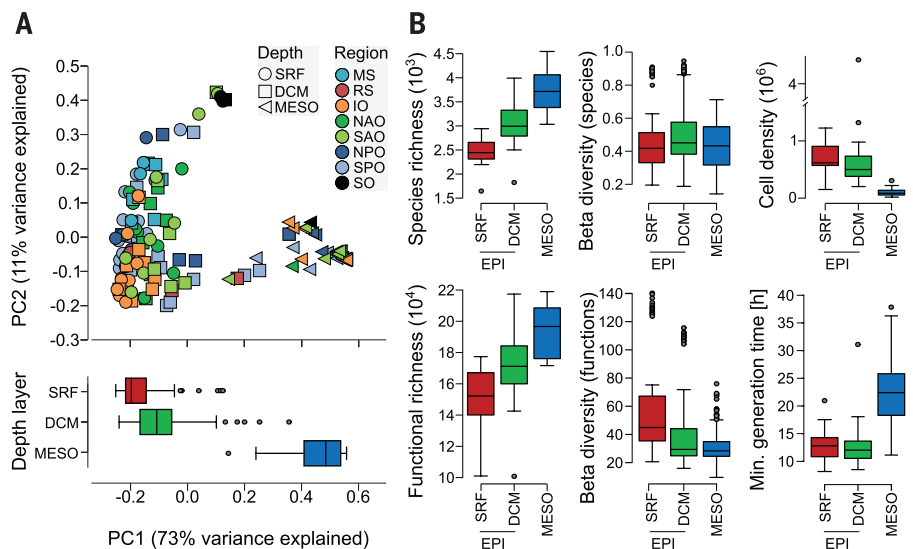 A
Depth
SRF
DCM
MESO
Region
MS
RS
IO
NAO
SAO
NPO
SPO
SO
PC2 (11% variance explained)
0.5
0.4
0.3
0.2
0.1
0.0
-0.1
-0.2
-0.3
Depth layer
SRF
DCM
MESO
-0.2
0.0
0.2
0.4
0.6
PC1 (73% variance explained)
B
Species richness (10³)
4.5
4.0
3.5
3.0
2.5
2.0
1.5
SRF
DCM
MESO
EPI
Beta diversity (species)
1.0
0.8
0.6
0.4
0.2
SRF
DCM
MESO
EPI
Cell density (10⁶)
4
1
0
SRF
DCM
MESO
EPI
Functional richness (10⁴)
22
20
18
16
14
12
10
SRF
DCM
MESO
EPI
Beta diversity (functions)
140
120
100
80
60
40
20
SRF
DCM
MESO
EPI
Min. generation time [h]
40
35
30
25
20
15
10
SRF
DCM
MESO
EPI